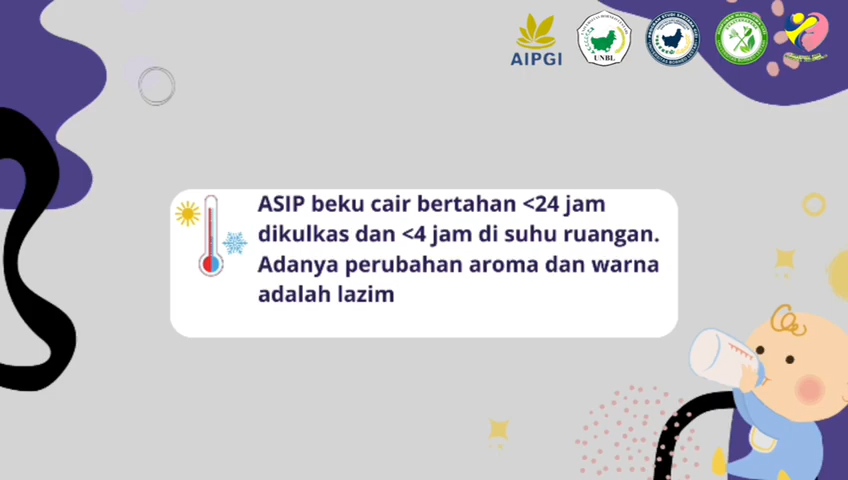 AIPGI
UNBL
ASIP beku cair bertahan <24 jam
dikulkas dan <4 jam di suhu ruangan.
Adanya perubahan aroma dan warna
adalah lazim